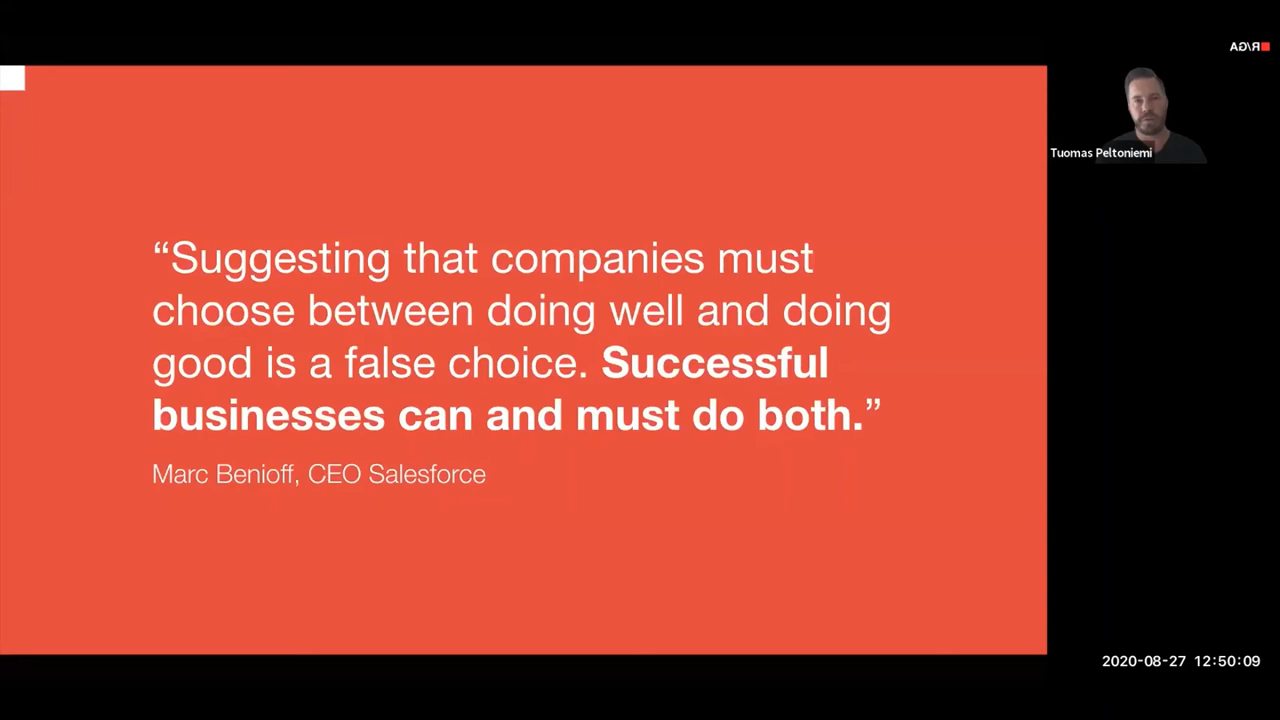 R/GA
Tuomas Peltoniemi
“Suggesting that companies must
choose between doing well and doing
good is a false choice. Successful
businesses can and must do both.”
Marc Benioff, CEO Salesforce
2020-08-27 12:50:09